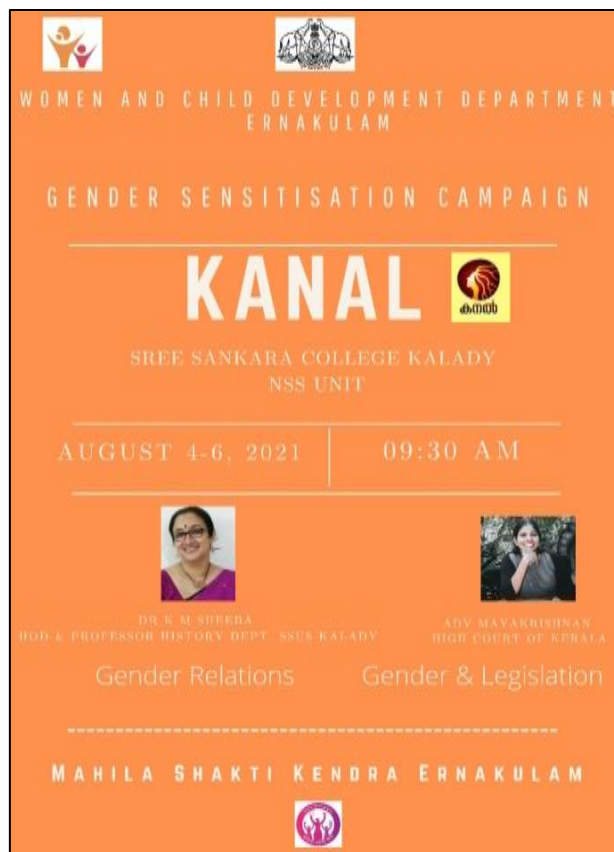 WOMEN AND CHILD DEVELOPMENT DEPARTMENT
ERNAKULAM
GENDER SENSITISATION CAMPAIGN
KANAL
കനൽ
SREE SANKARA COLLEGE KALADY
NSS UNIT
AUGUST 4-6, 2021
09:30 AM
DR K M SHEEBA
HOD & PROFESSOR HISTORY DEPT. SSUS KALADY
Gender Relations
ADV MAYAKRISHNAN
HIGH COURT OF KERALA
Gender & Legislation
MAHILA SHAKTI KENDRA ERNAKULAM